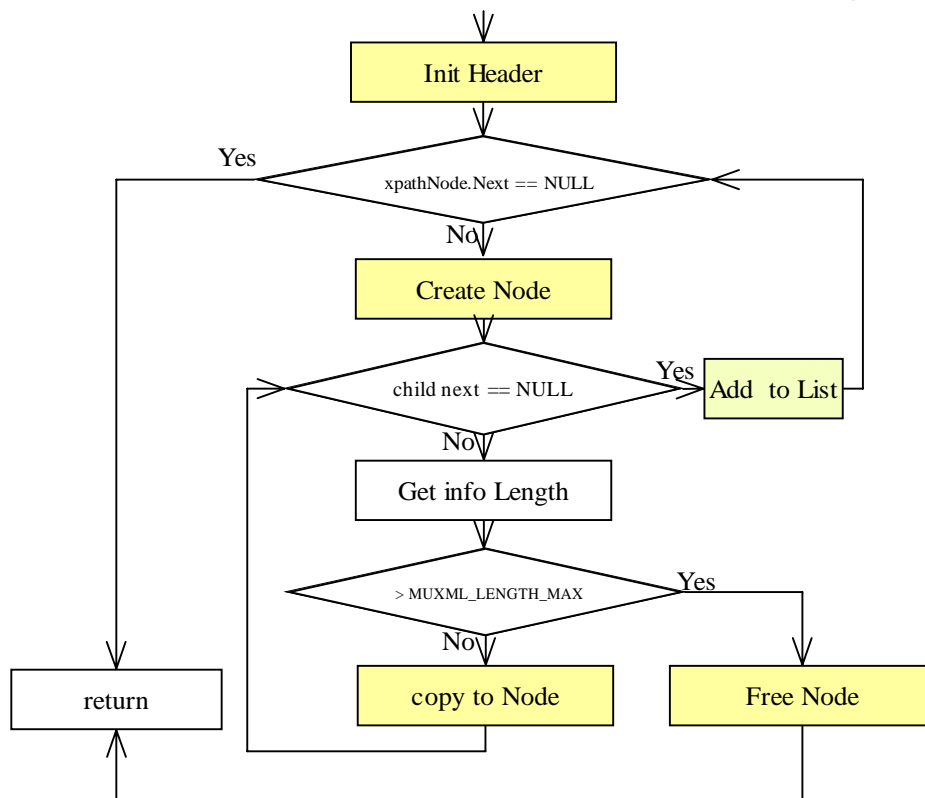 Init Header
Yes
xpathNode.Next == NULL
No
Create Node
Yes
child next == NULL
Add to List
No
Get info Length
Yes
> MUXML_LENGTH_MAX
No
return
copy to Node
Free Node